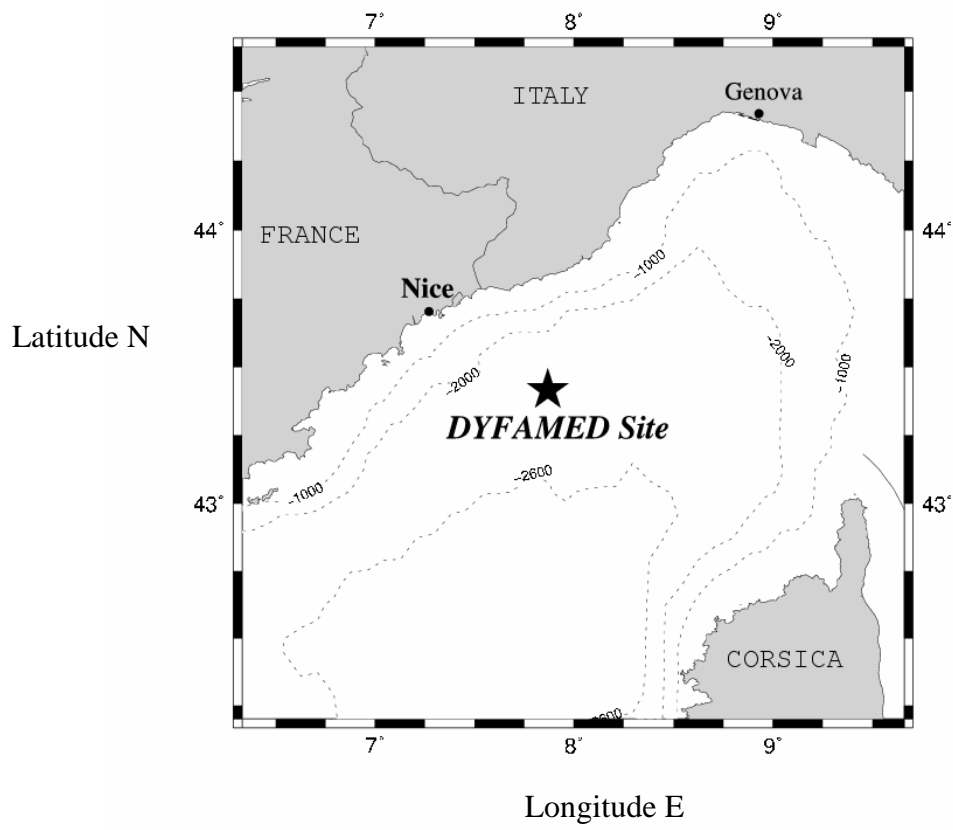 7° 8° 9°
Genova
ITALY
44° 44°
FRANCE
-1000
Nice
Latitude N
-2000
-2000
-1000
DYFAMED Site
-2600
-1000
43° 43°
CORSICA
7° 8° 9°
Longitude E